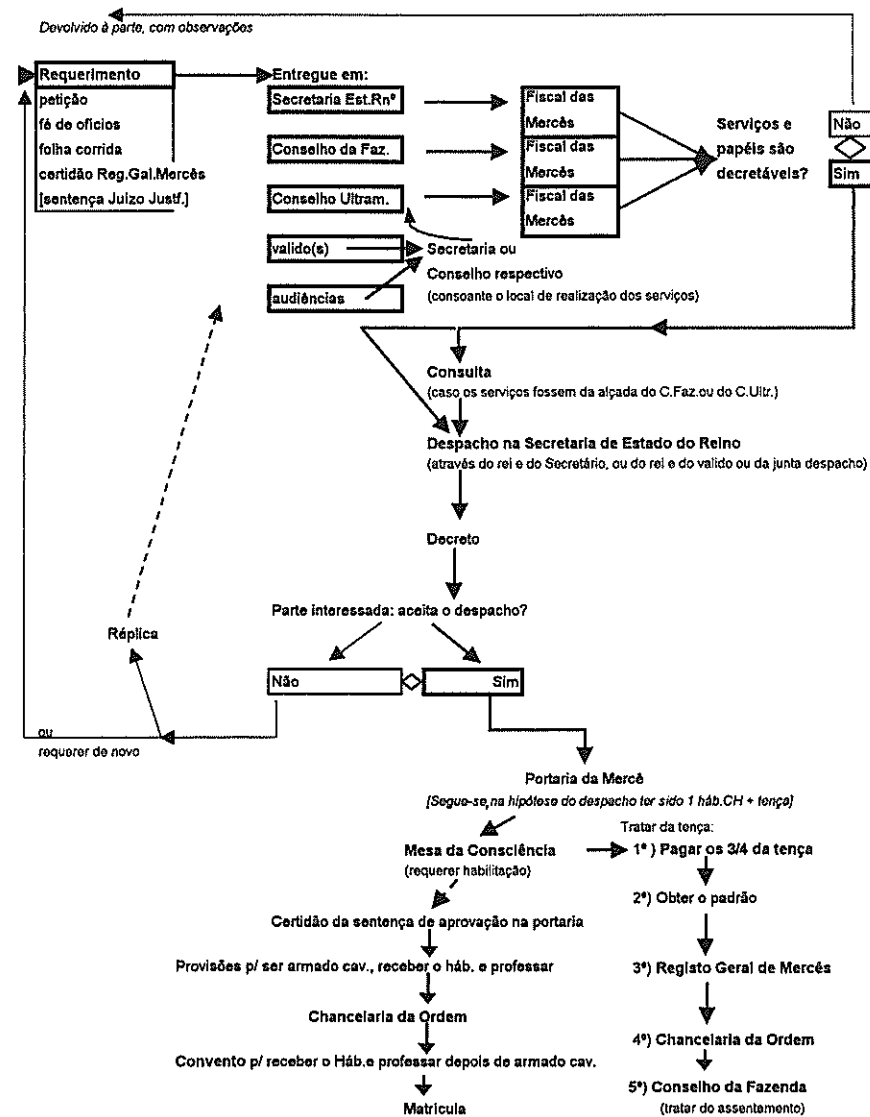 Devolvido à parte, com observações
Requerimento
petição
fé de oficios
folha corrida
certidão Reg.Gal.Mercês
[sentença Juizo Justf.]
Entregue em:
Secretaria Est.Rnº
Conselho da Faz.
Conselho Ultram.
valido(s)
audiências
Fiscal das
Mercês
Fiscal das
Mercês
Fiscal das
Mercês
Serviços e
papéis são
decretáveis?
Não
Sim
Secretaria ou
Conselho respectivo
(consoante o local de realização dos serviços)
Consulta
(caso os serviços fossem da alçada do C.Faz.ou do C.Ultr.)
Despacho na Secretaria de Estado do Reino
(através do rei e do Secretário, ou do rei e do valido ou da junta despacho)
Decreto
Parte interessada: aceita o despacho?
Réplica
Não
Sim
ou
requerer de novo
Portaria da Mercê
[Segue-se,na hipótese do despacho ter sido 1 háb.CH + tença]
Tratar da tença:
Mesa da Consciência
(requerer habilitação)
1º ) Pagar os 3/4 da tença
2º) Obter o padrão
Certidão da sentença de aprovação na portaria
Provisões p/ ser armado cav., receber o háb. e professar
3º) Registo Geral de Mercês
Chancelaria da Ordem
4º) Chancelaria da Ordem
Convento p/ receber o Háb.e professar depois de armado cav.
5º) Conselho da Fazenda
(tratar do assentamento)
Matricula